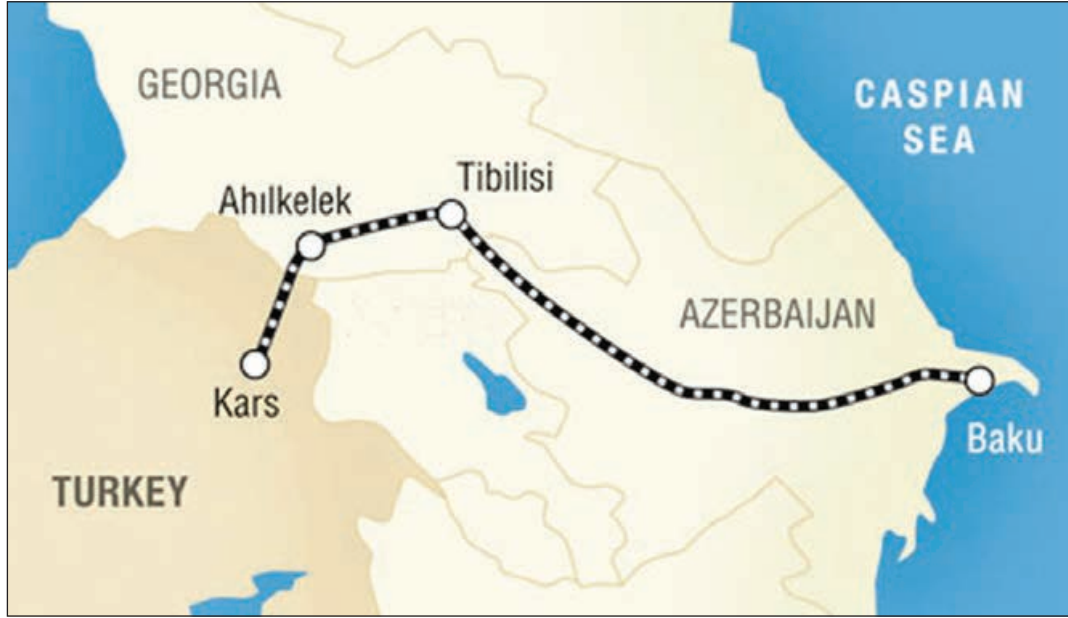 GEORGIA
CASPIAN
SEA
Tibilisi
Ahılkelek
AZERBAIJAN
Kars
Baku
TURKEY